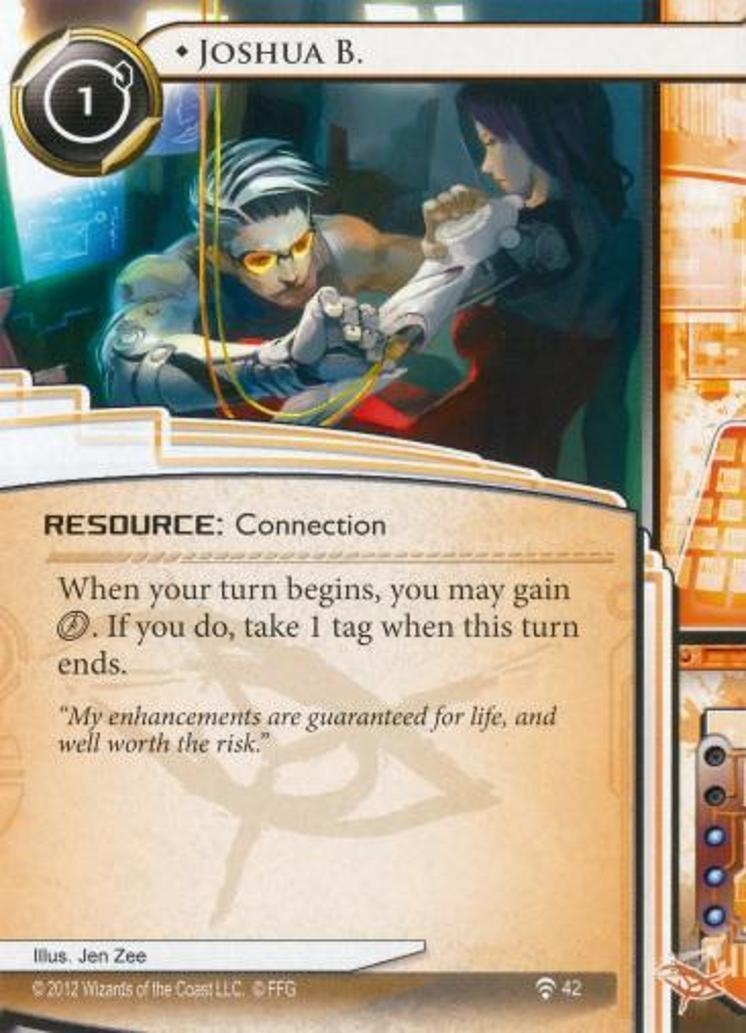 1
• JOSHUA B.
RESOURCE: Connection
When your turn begins, you may gain
. If you do, take 1 tag when this turn
ends.
“My enhancements are guaranteed for life, and
well worth the risk.”
Illus. Jen Zee
© 2012 Wizards of the Coast LLC. © FFG 42